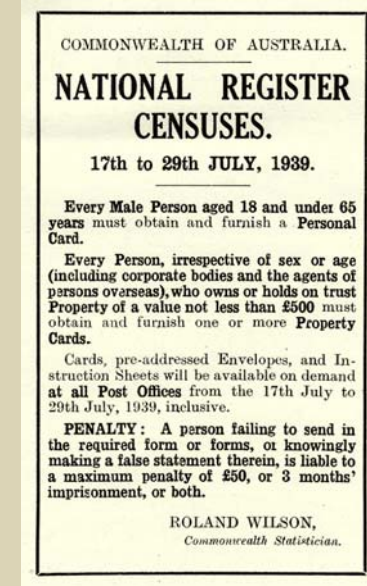 COMMONWEALTH OF AUSTRALIA.
NATIONAL REGISTER
CENSUSES.
17th to 29th JULY, 1939.
Every Male Person aged 18 and under 65
years must obtain and furnish a Personal
Card.
Every Person, irrespective of sex or age
(including corporate bodies and the agents of
persons overseas), who owns or holds on trust
Property of a value not less than £500 must
obtain and furnish one or more Property
Cards.
Cards, pre-addressed Envelopes, and In-
struction Sheets will be available on demand
at all Post Offices from the 17th July to
29th July, 1939, inclusive.
PENALTY: A person failing to send in
the required form or forms, or knowingly
making a false statement therein, is liable to
a maximum penalty of £50, or 3 months'
imprisonment, or both.
ROLAND WILSON,
Commonwealth Statistician.